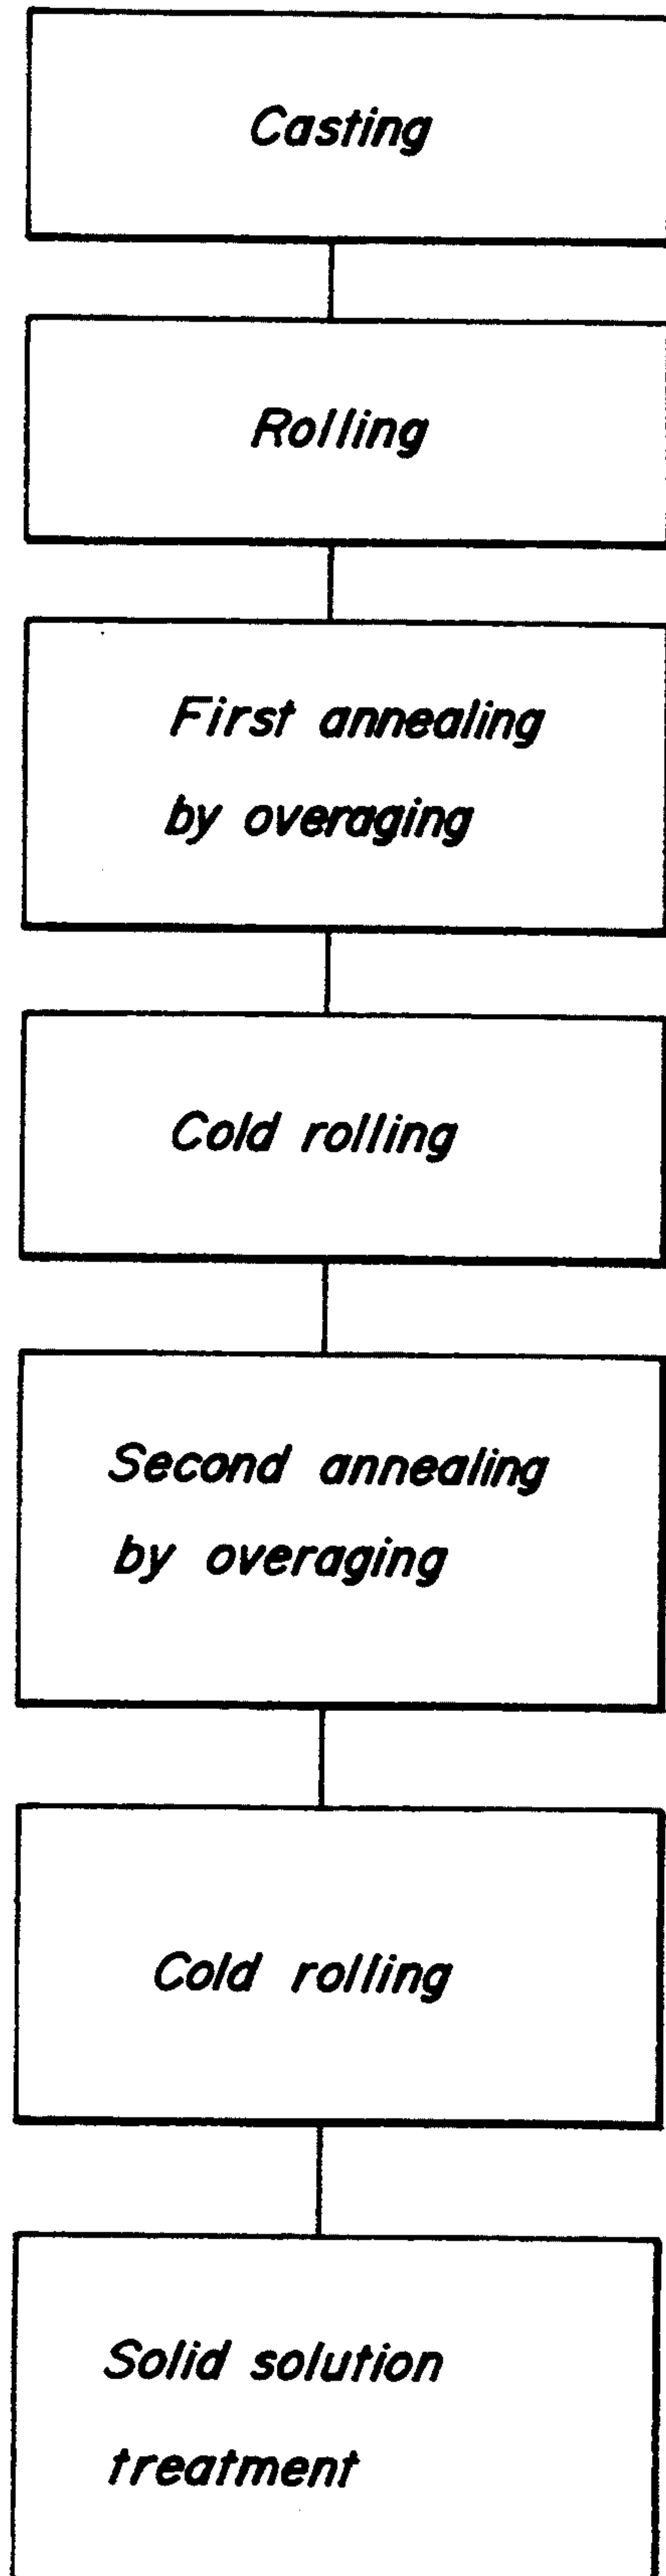 Casting
Rolling
First annealing
by overaging
Cold rolling
Second annealing
by overaging
Cold rolling
Solid solution
treatment